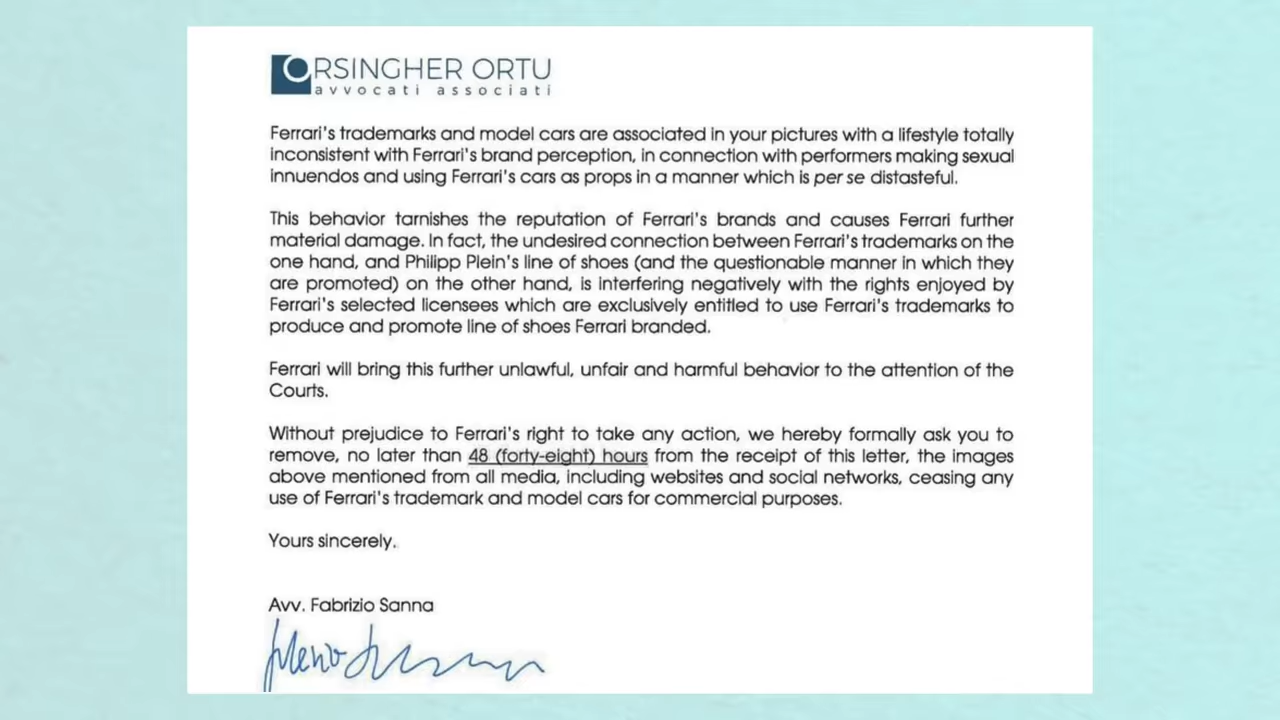 ORSINGHER ORTU
avvocati associati
Ferrari's trademarks and model cars are associated in your pictures with a lifestyle totally
inconsistent with Ferrari's brand perception, in connection with performers making sexual
innuendos and using Ferrari's cars as props in a manner which is per se distasteful.
This behavior tarnishes the reputation of Ferrari's brands and causes Ferrari further
material damage. In fact, the undesired connection between Ferrari's trademarks on the
one hand, and Philipp Plein's line of shoes (and the questionable manner in which they
are promoted) on the other hand, is interfering negatively with the rights enjoyed by
Ferrari's selected licensees which are exclusively entitled to use Ferrari's trademarks to
produce and promote line of shoes Ferrari branded.
Ferrari will bring this further unlawful, unfair and harmful behavior to the attention of the
Courts.
Without prejudice to Ferrari's right to take any action, we hereby formally ask you to
remove, no later than 48 (forty-eight) hours from the receipt of this letter, the images
above mentioned from all media, including websites and social networks, ceasing any
use of Ferrari's trademark and model cars for commercial purposes.
Yours sincerely.
Avv. Fabrizio Sanna